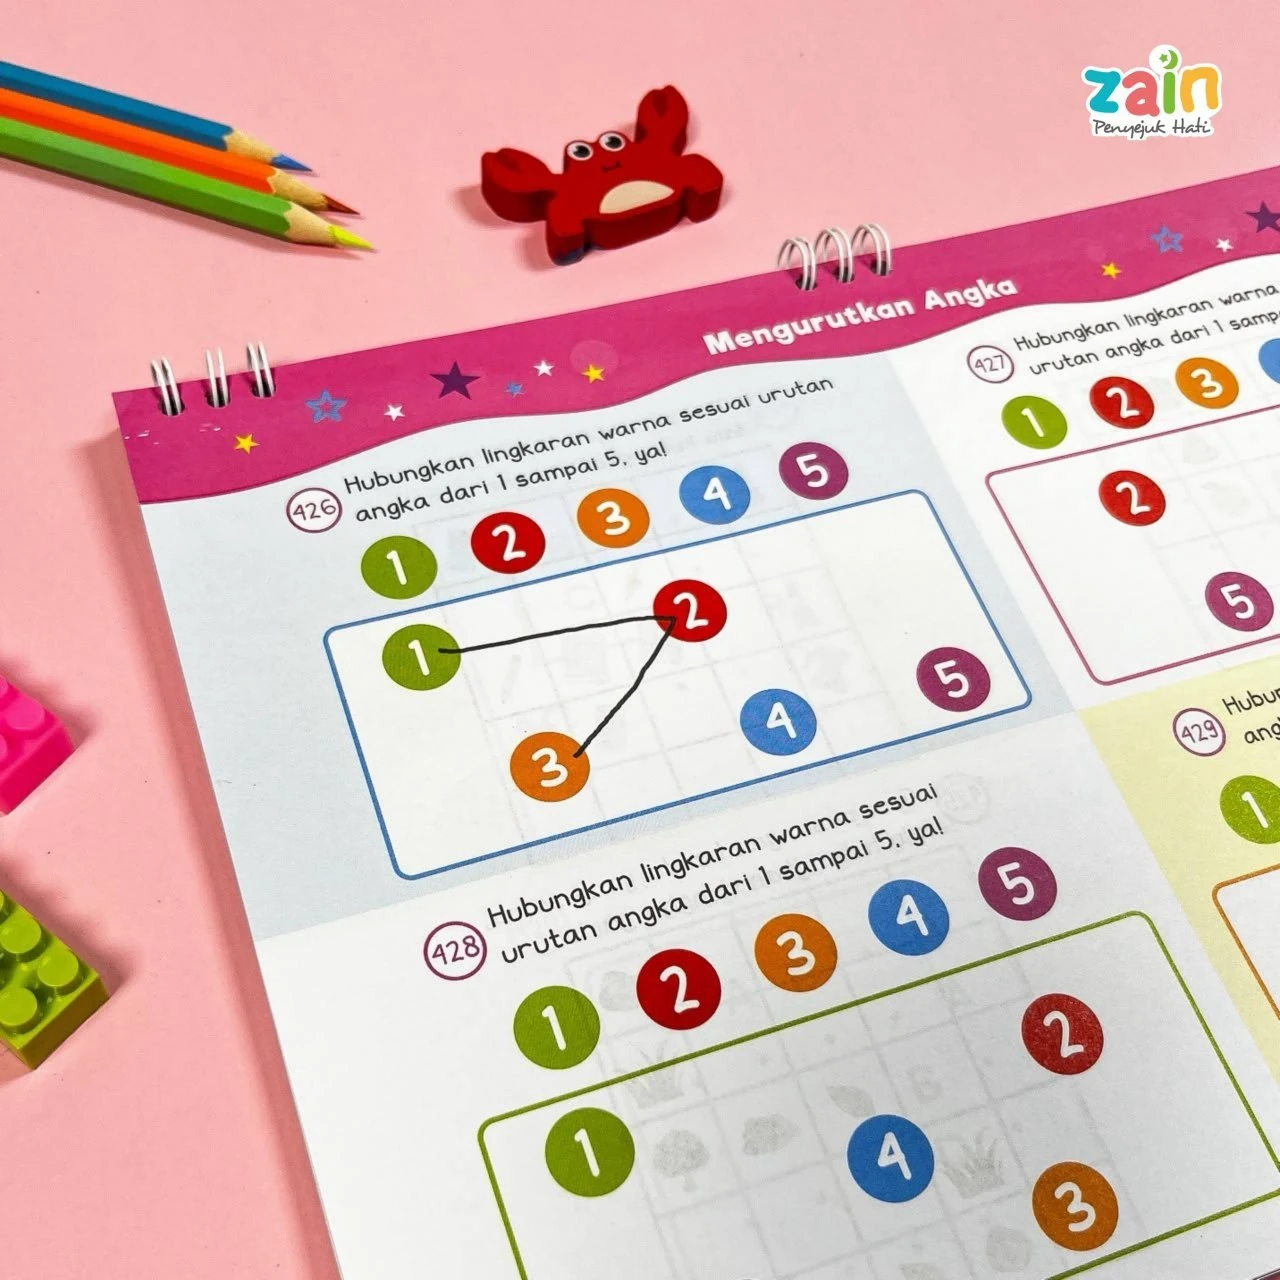 zain
Penyejuk Hati
Mengurutkan Angka
426
Hubungkan lingkaran warna sesuai urutan
angka dari 1 sampai 5, ya!
1 2 3 4 5
1 2
3 4 5
427
Hubungkan lingkaran warna
urutan angka dari 1
1 2 3
2
5
428
Hubungkan lingkaran warna sesuai
urutan angka dari 1 sampai 5, ya!
1 2 3 4 5
2
1 4
3
429
1